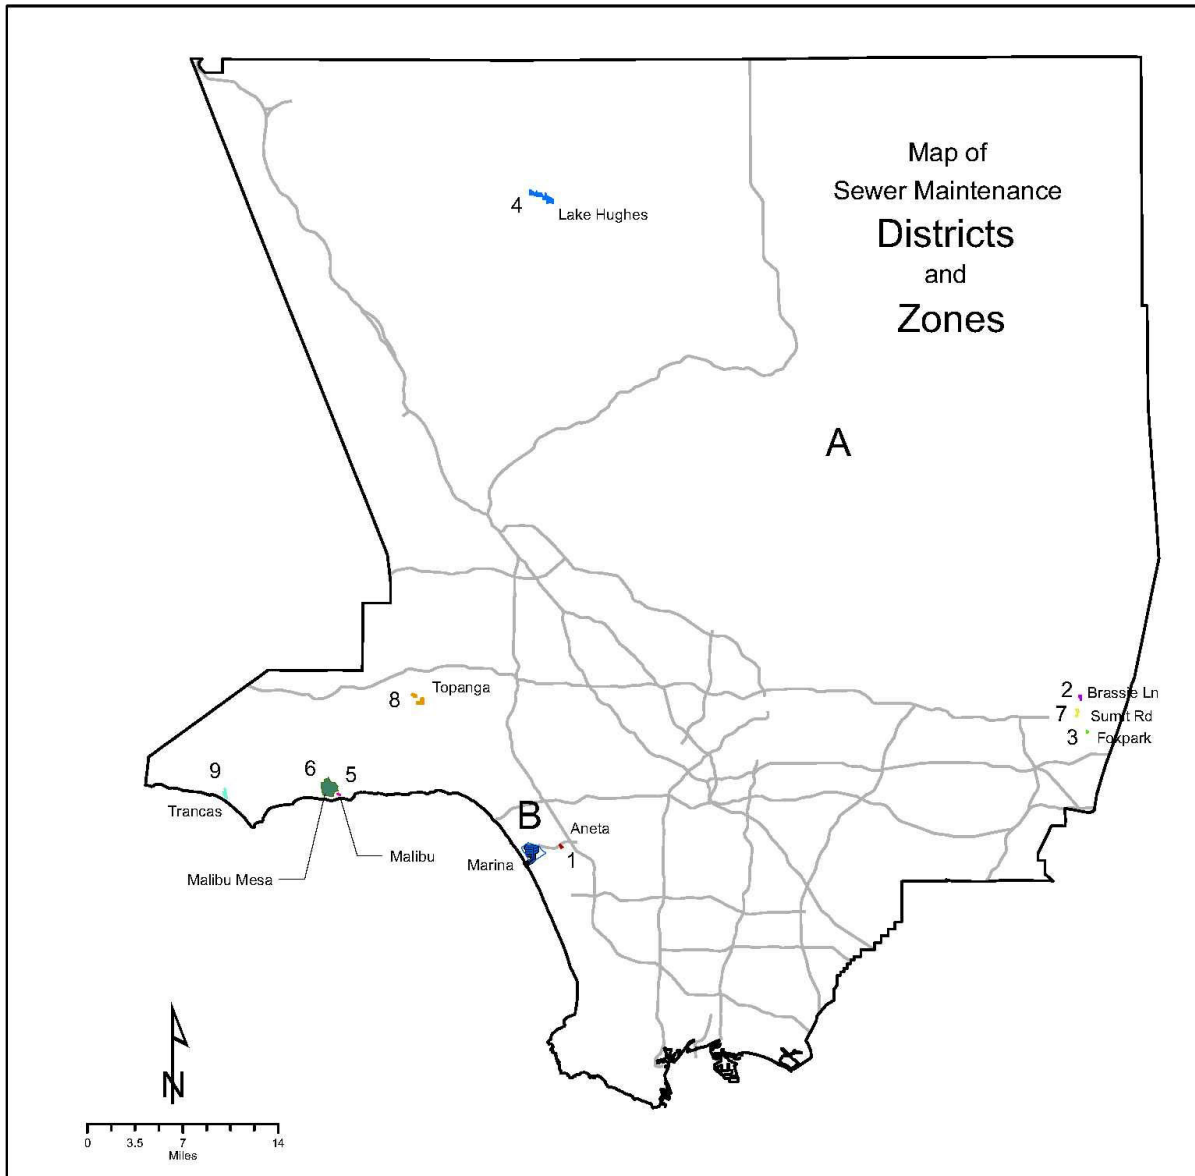 Map of
Sewer Maintenance
Districts
and
Zones
4
Lake Hughes
A
8
Topanga
2
Brassie Ln
7
Sumit Rd
3
Foxpark
9
Trancas
6
5
Malibu
Malibu Mesa
B
Marina
Aneta
1
N
0 3.5 7 14
Miles